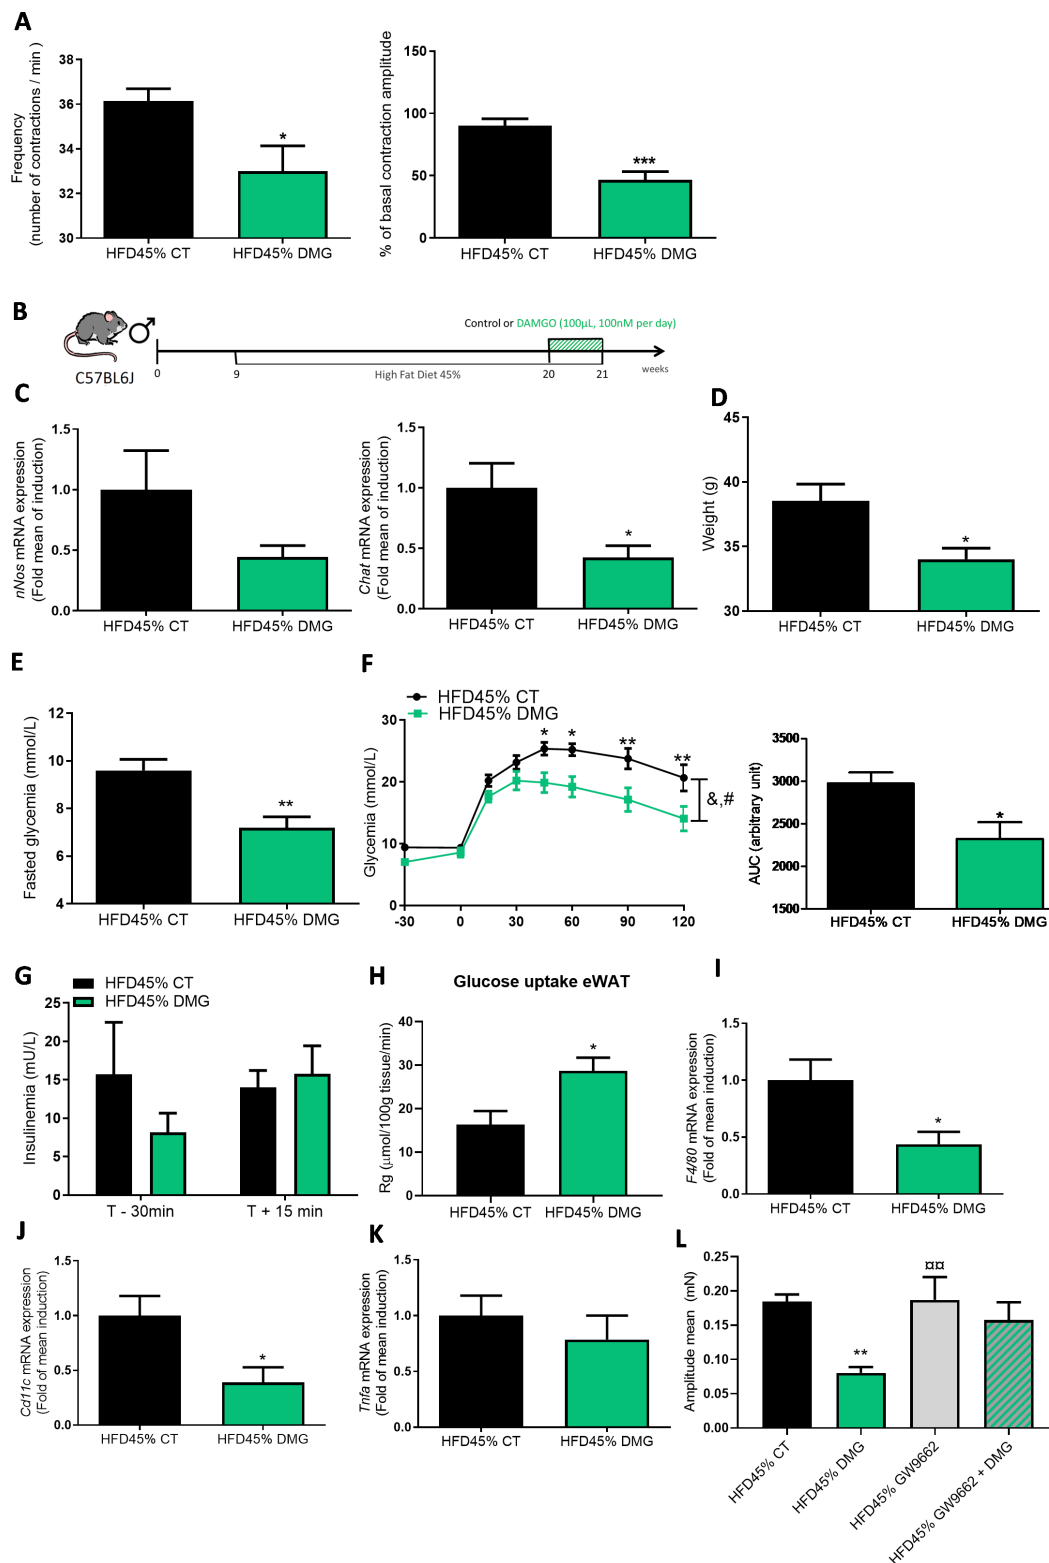 A
Frequency
(number of contractions / min )
38
36
34
32
30
*
HFD45% CT
HFD45% DMG
% of basal contraction amplitude
150
100
50
0
***
HFD45% CT
HFD45% DMG
B
C57BL6J
Control or DAMGO (100µL, 100nM per day)
0
9
High Fat Diet 45%
20
21
weeks
C
nNos mRNA expression
(Fold mean of induction)
1.5
1.0
0.5
0.0
HFD45% CT
HFD45% DMG
Chat mRNA expression
(Fold mean of induction)
1.5
1.0
0.5
0.0
*
HFD45% CT
HFD45% DMG
D
Weight (g)
45
40
35
30
*
HFD45% CT
HFD45% DMG
E
Fasted glycemia (mmol/L)
12
10
8
6
4
**
HFD45% CT
HFD45% DMG
F
HFD45% CT
HFD45% DMG
Glycemia (mmol/L)
30
20
10
0
* * ** **
&,#
-30 0 30 60 90 120
AUC (arbitrary unit)
3500
3000
2500
2000
1500
*
HFD45% CT
HFD45% DMG
G
HFD45% CT
HFD45% DMG
Insulinemia (mU/L)
25
20
15
10
5
0
T - 30min
T + 15 min
H
Glucose uptake eWAT
Rg (µmol/100g tissue/min)
40
30
20
10
0
*
HFD45% CT
HFD45% DMG
I
F4/80 mRNA expression
(Fold of mean induction)
1.5
1.0
0.5
0.0
*
HFD45% CT
HFD45% DMG
J
Cd11c mRNA expression
(Fold of mean induction)
1.5
1.0
0.5
0.0
*
HFD45% CT
HFD45% DMG
K
Tnfa mRNA expression
(Fold of mean induction)
1.5
1.0
0.5
0.0
HFD45% CT
HFD45% DMG
L
Amplitude mean (mN)
0.25
0.20
0.15
0.10
0.05
0.00
**
¤¤
HFD45% CT
HFD45% DMG
HFD45% GW9662
HFD45% GW9662 + DMG